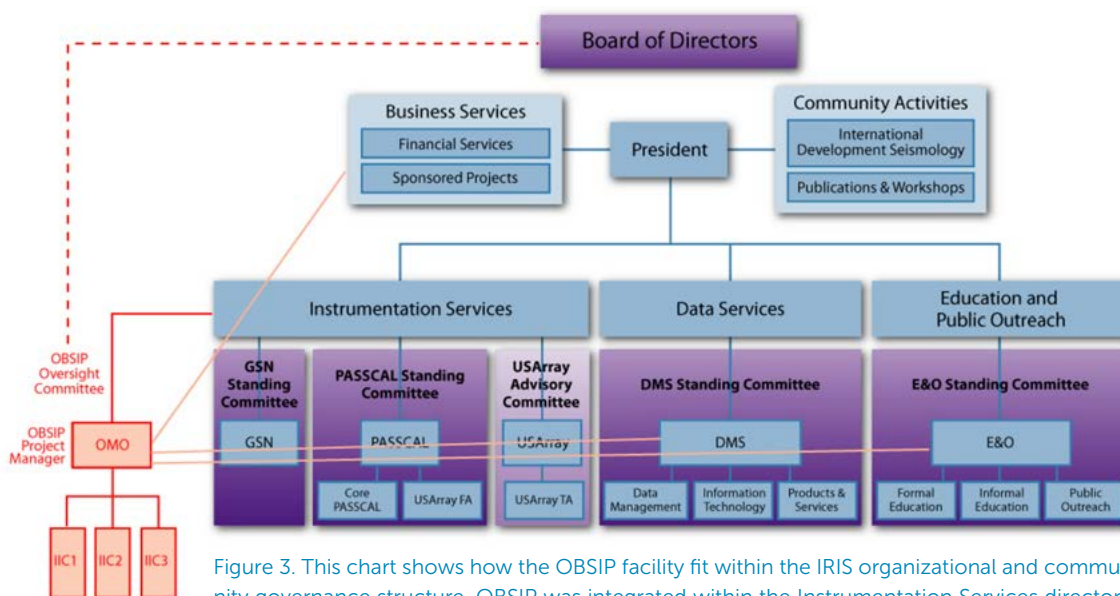 Board of Directors
Business Services
Financial Services
Sponsored Projects
President
Community Activities
International
Development Seismology
Publications & Workshops
Instrumentation Services
Data Services
Education and
Public Outreach
OBSIP
Oversight
Committee
GSN
Standing
Committee
PASSCAL Standing
Committee
USArray
Advisory
Committee
DMS Standing Committee
E&O Standing Committee
OBSIP
Project
Manager
OMO
GSN
PASSCAL
USArray
DMS
E&O
Core
PASSCAL
USArray FA
USArray TA
Data
Management
Information
Technology
Products &
Services
Formal
Education
Informal
Education
Public
Outreach
IIC1
IIC2
IIC3
Figure 3. This chart shows how the OBSIP facility fit within the IRIS organizational and commu